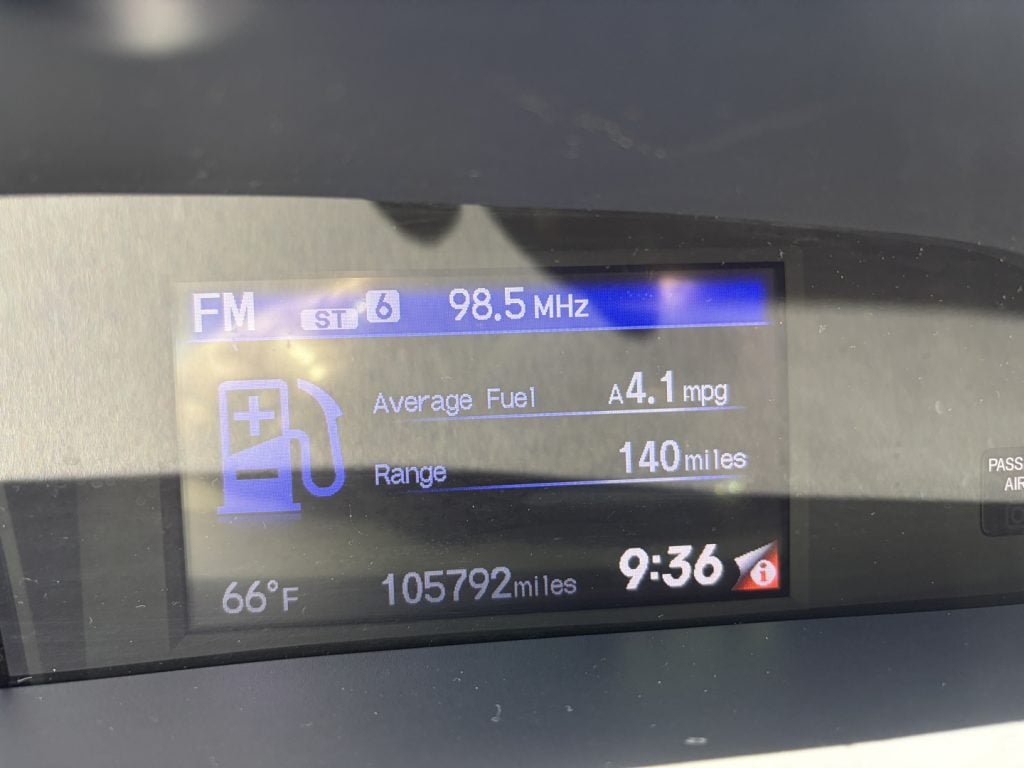 FM ST 6 98.5 MHz
Average Fuel A4.1 mpg
Range 140 miles
66°F 105792 miles 9:36 i
PASS
AIR